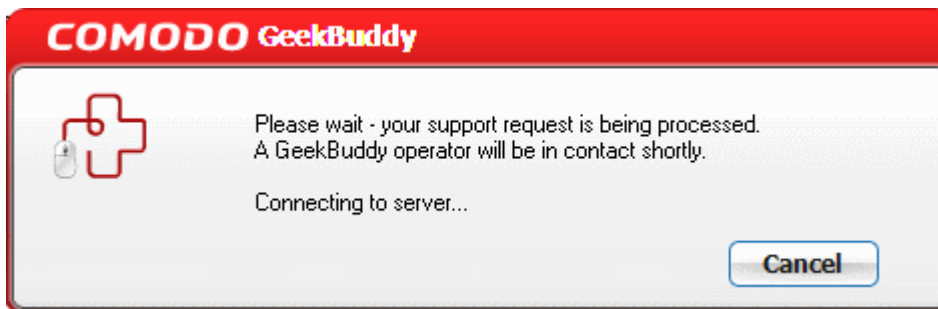 COMODO GeekBuddy
Please wait - your support request is being processed.
A GeekBuddy operator will be in contact shortly.
Connecting to server...
Cancel